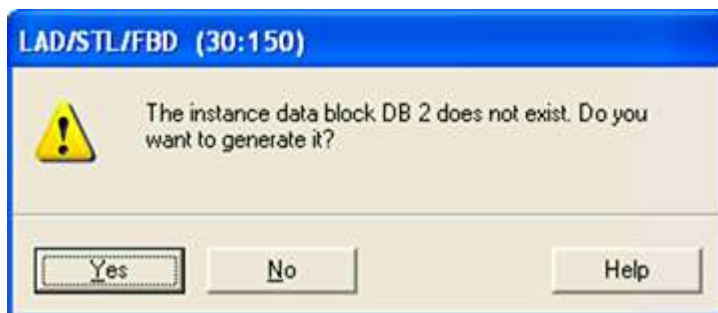 LAD/STL/FBD (30:150)
The instance data block DB 2 does not exist. Do you
want to generate it?
Yes No Help